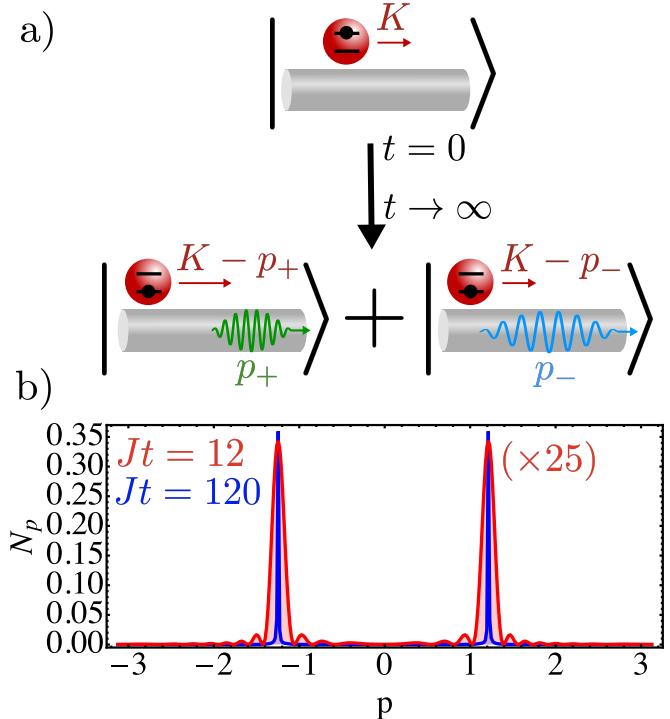 a)
K
t = 0
t → ∞
K − p₊
K − p₋
+
p₊
p₋
b)
Jt = 12
(×25)
Jt = 120
N_p
0.35
0.30
0.25
0.20
0.15
0.10
0.05
0.00
−3 −2 −1 0 1 2 3
p